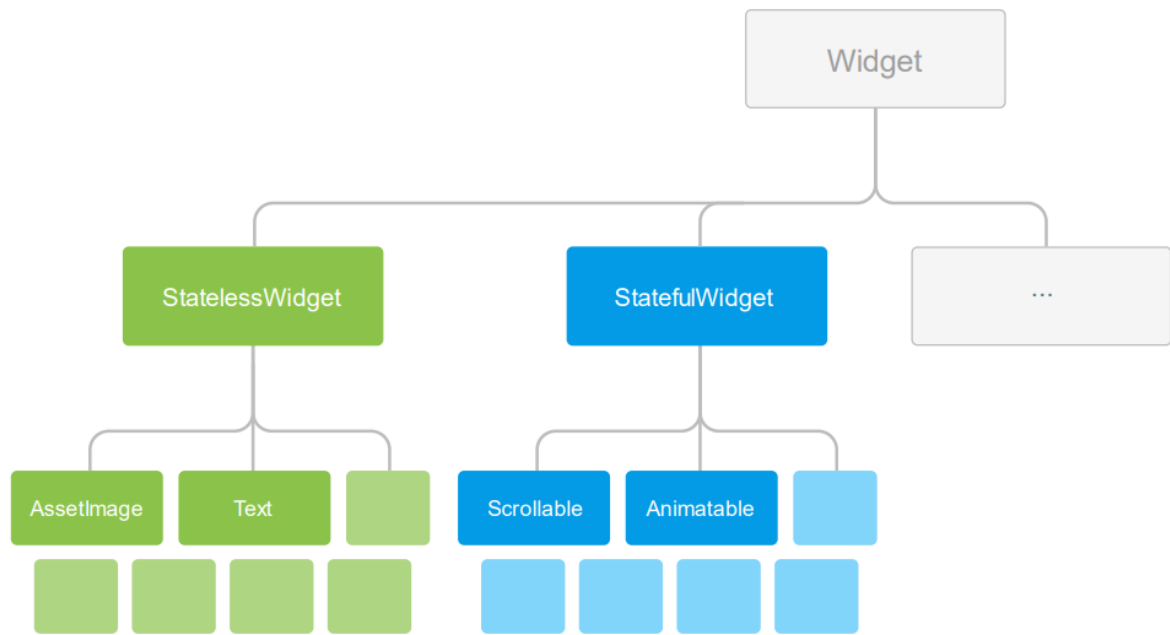 Widget
StatelessWidget
StatefulWidget
...
AssetImage
Text
Scrollable
Animatable